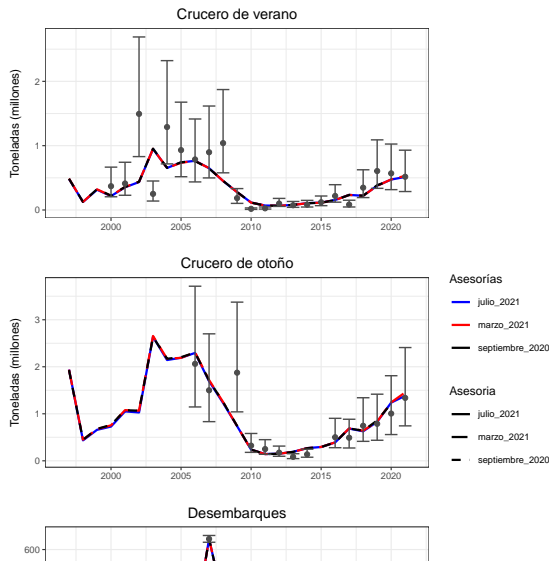 Crucero de verano
Toneladas (millones)
2
1
0
2000
2005
2010
2015
2020
Crucero de otoño
Toneladas (millones)
3
2
1
0
2000
2005
2010
2015
2020
Asesorías
julio_2021
marzo_2021
septiembre_2020
Asesoria
julio_2021
marzo_2021
septiembre_2020
Desembarques
600